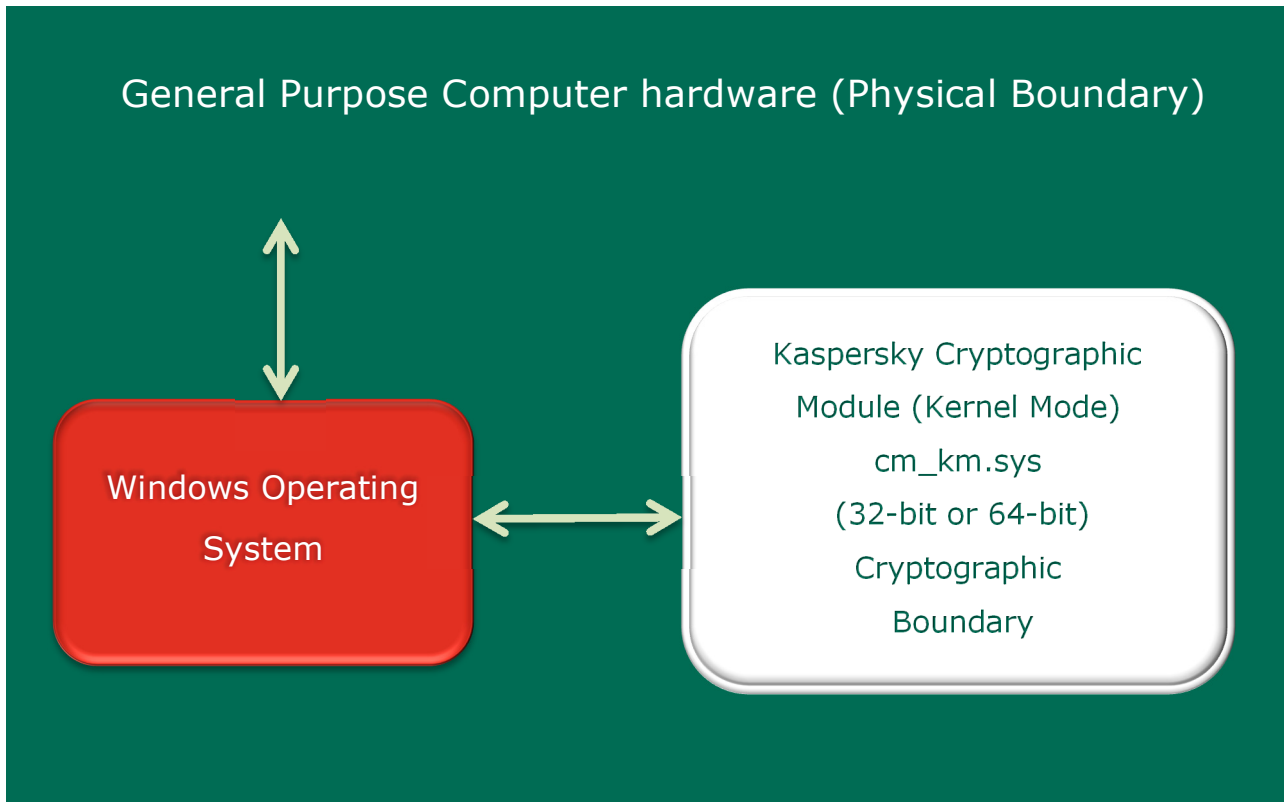 General Purpose Computer hardware (Physical Boundary)
Windows Operating
System
Kaspersky Cryptographic
Module (Kernel Mode)
cm_km.sys
(32-bit or 64-bit)
Cryptographic
Boundary